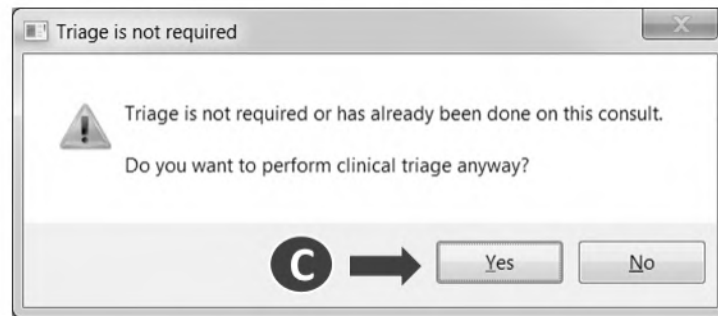 Triage is not required
Triage is not required or has already been done on this consult.
Do you want to perform clinical triage anyway?
C
Yes
No